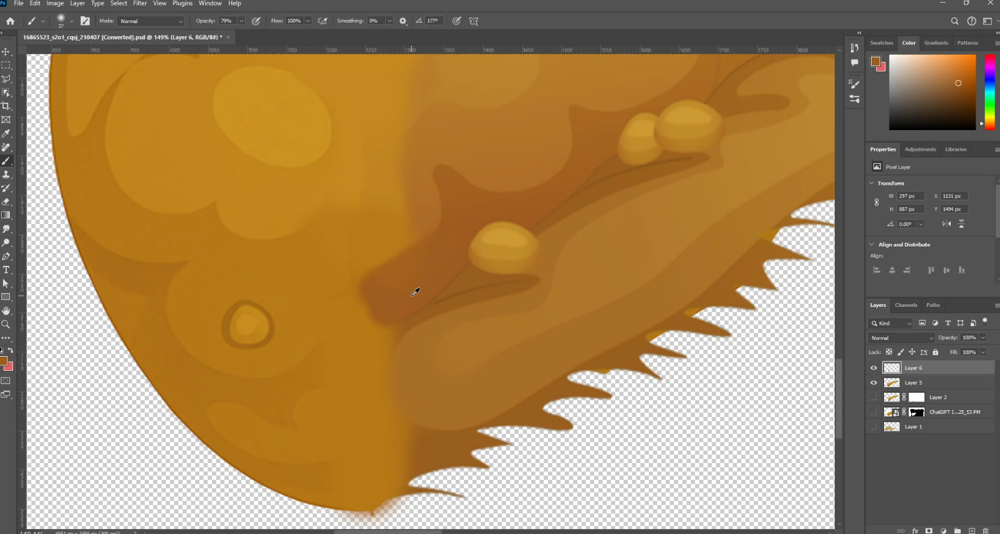 Ps File Edit Image Layer Type Select Filter View Plugins Window Help
37 Mode: Normal Opacity: 79% Flow: 100% Smoothing: 0% 177°
16865523_s2o1_cqsj_210407 [Converted].psd @ 149% (Layer 6, RGB/8#) * ×
850 900 950 1000 1050 1100 1150 1200 1250 1300 1350 1400 1450 1500 1550 1600 1650 1700 1750 1800
Swatches Color Gradients Patterns
Properties Adjustments Libraries
Pixel Layer
Transform
W 297 px X 1131 px
H 887 px Y 1494 px
0.00°
Align and Distribute
Align:
Layers Channels Paths
Kind
Normal Opacity: 100%
Lock: Fill: 100%
Layer 6
Layer 5
Layer 2
ChatGPT I...25_53 PM
Layer 1
fx